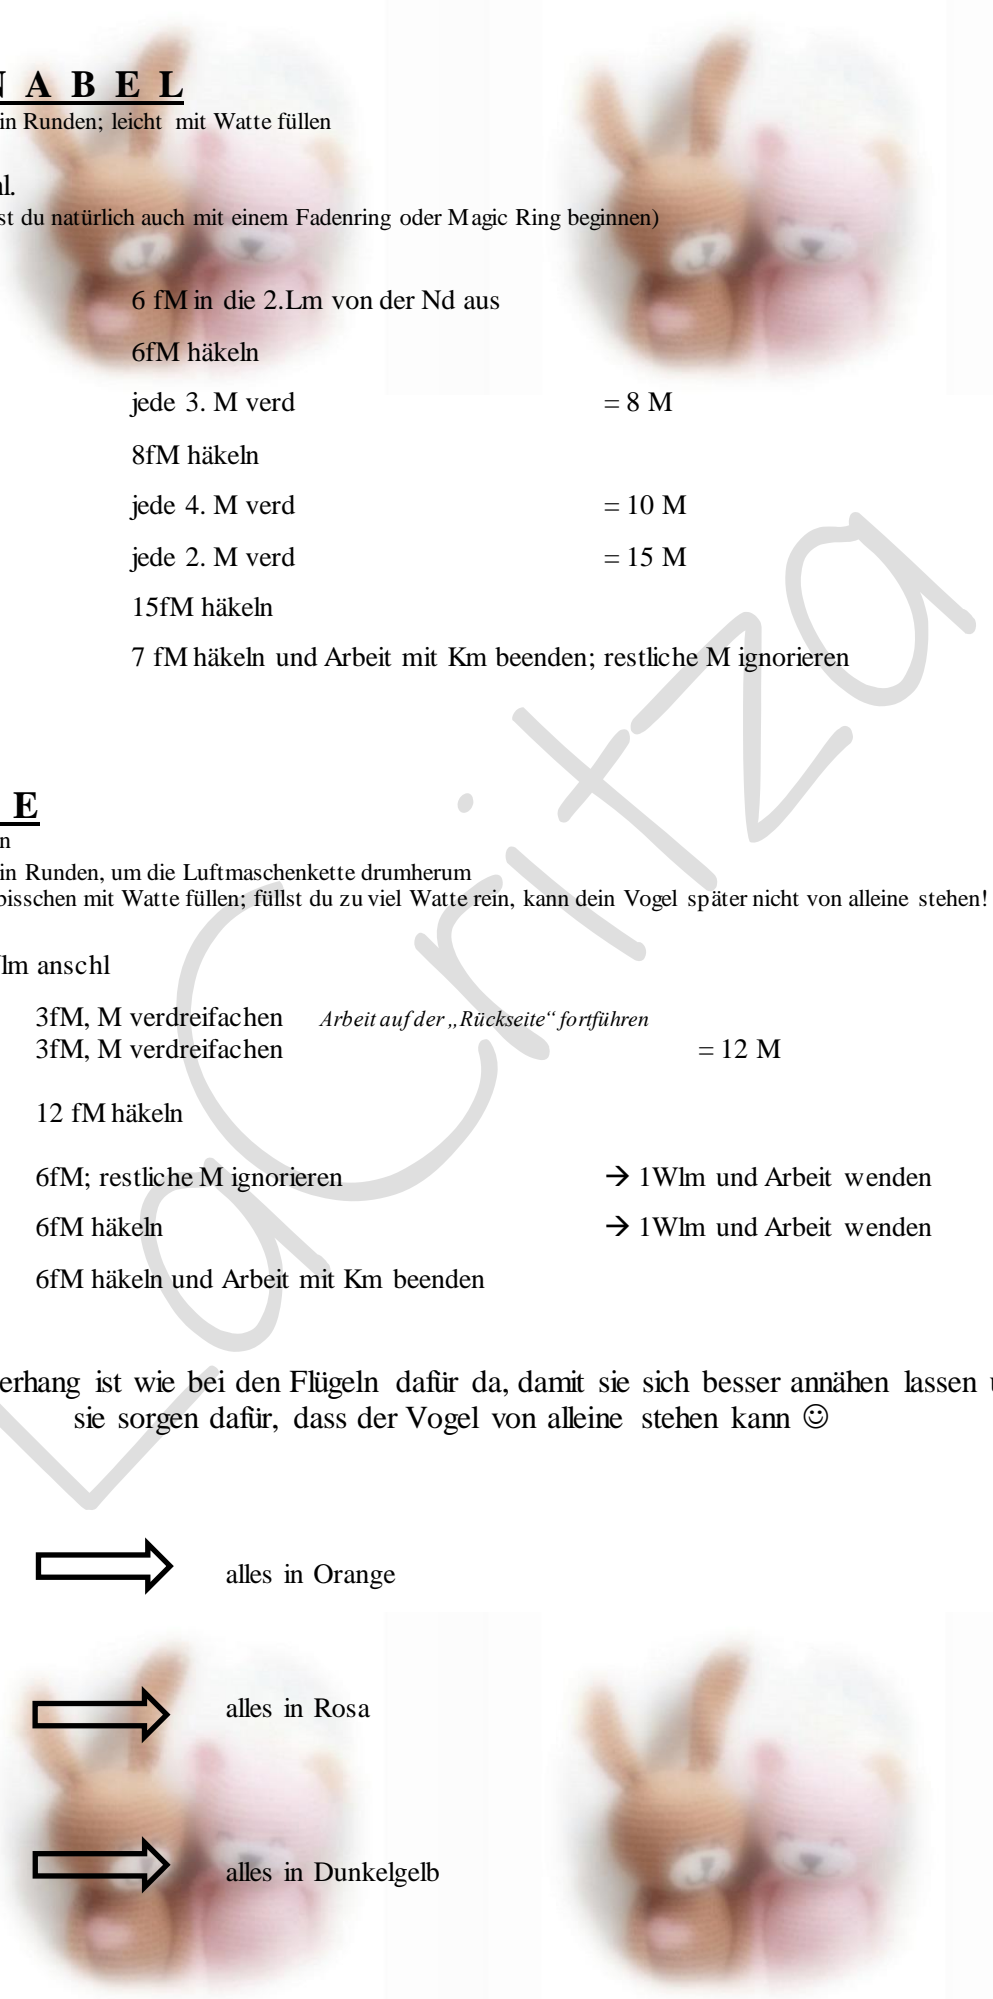 N A B E L
in Runden; leicht mit Watte füllen
hl.
st du natürlich auch mit einem Fadenring oder Magic Ring beginnen)
6 fM in die 2.Lm von der Nd aus
6fM häkeln
jede 3. M verd = 8 M
8fM häkeln
jede 4. M verd = 10 M
jede 2. M verd = 15 M
15fM häkeln
7 fM häkeln und Arbeit mit Km beenden; restliche M ignorieren
E
n
in Runden, um die Luftmaschenkette drumherum
bisschen mit Watte füllen; füllst du zu viel Watte rein, kann dein Vogel später nicht von alleine stehen!
lm anschl
3fM, M verdreifachen Arbeit auf der „Rückseite“ fortführen
3fM, M verdreifachen = 12 M
12 fM häkeln
6fM; restliche M ignorieren → 1Wlm und Arbeit wenden
6fM häkeln → 1Wlm und Arbeit wenden
6fM häkeln und Arbeit mit Km beenden
erhang ist wie bei den Flügeln dafür da, damit sie sich besser annähen lassen
sie sorgen dafür, dass der Vogel von alleine stehen kann ☺
alles in Orange
alles in Rosa
alles in Dunkelgelb
LaCritza